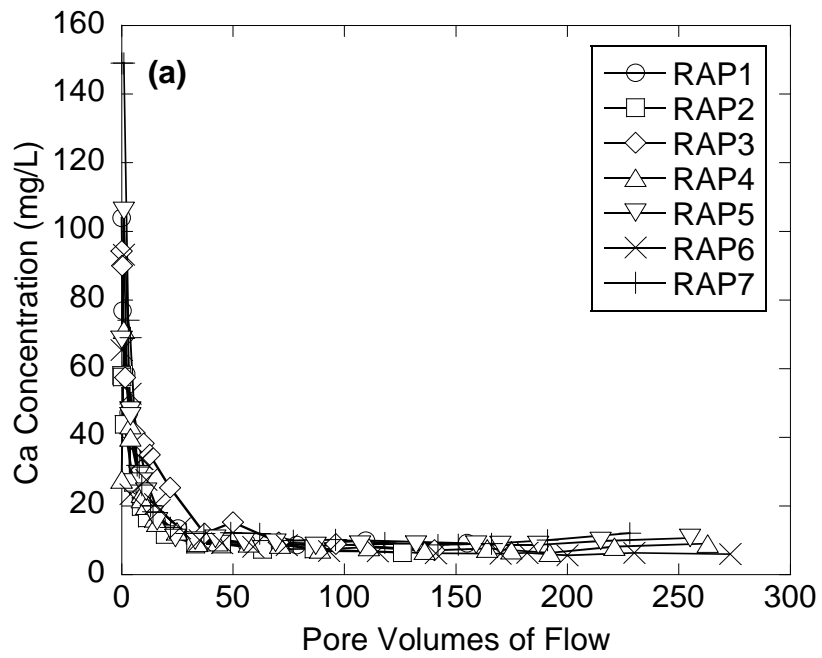 160
140
120
100
80
60
40
20
0
Ca Concentration (mg/L)
(a)
RAP1
RAP2
RAP3
RAP4
RAP5
RAP6
RAP7
0 50 100 150 200 250 300
Pore Volumes of Flow